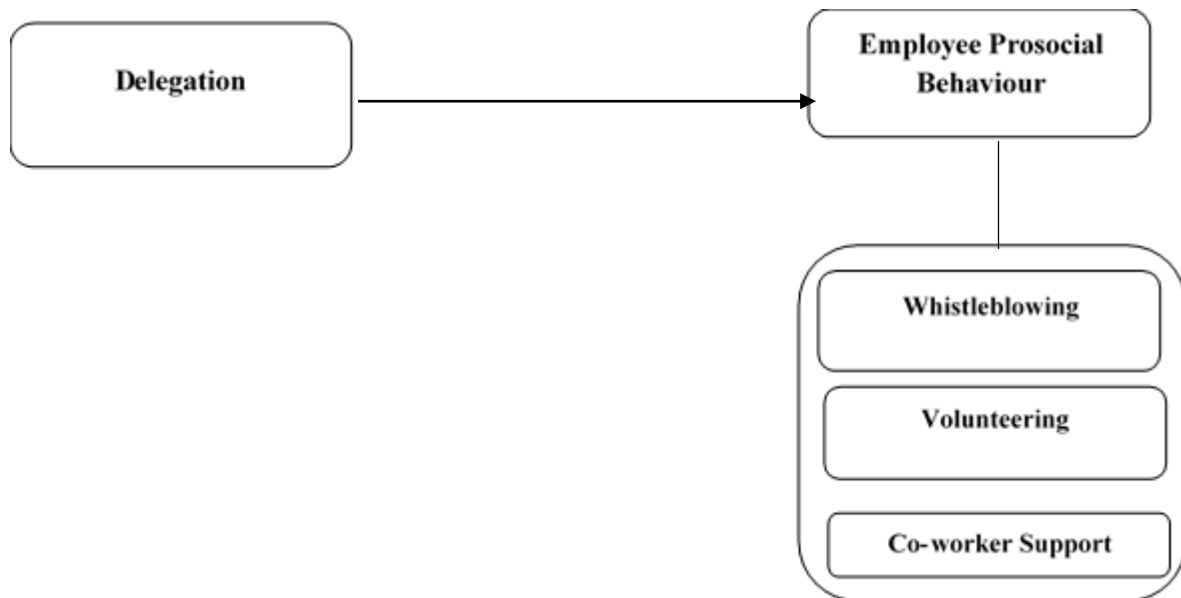 Delegation
Employee Prosocial
Behaviour
Whistleblowing
Volunteering
Co-worker Support